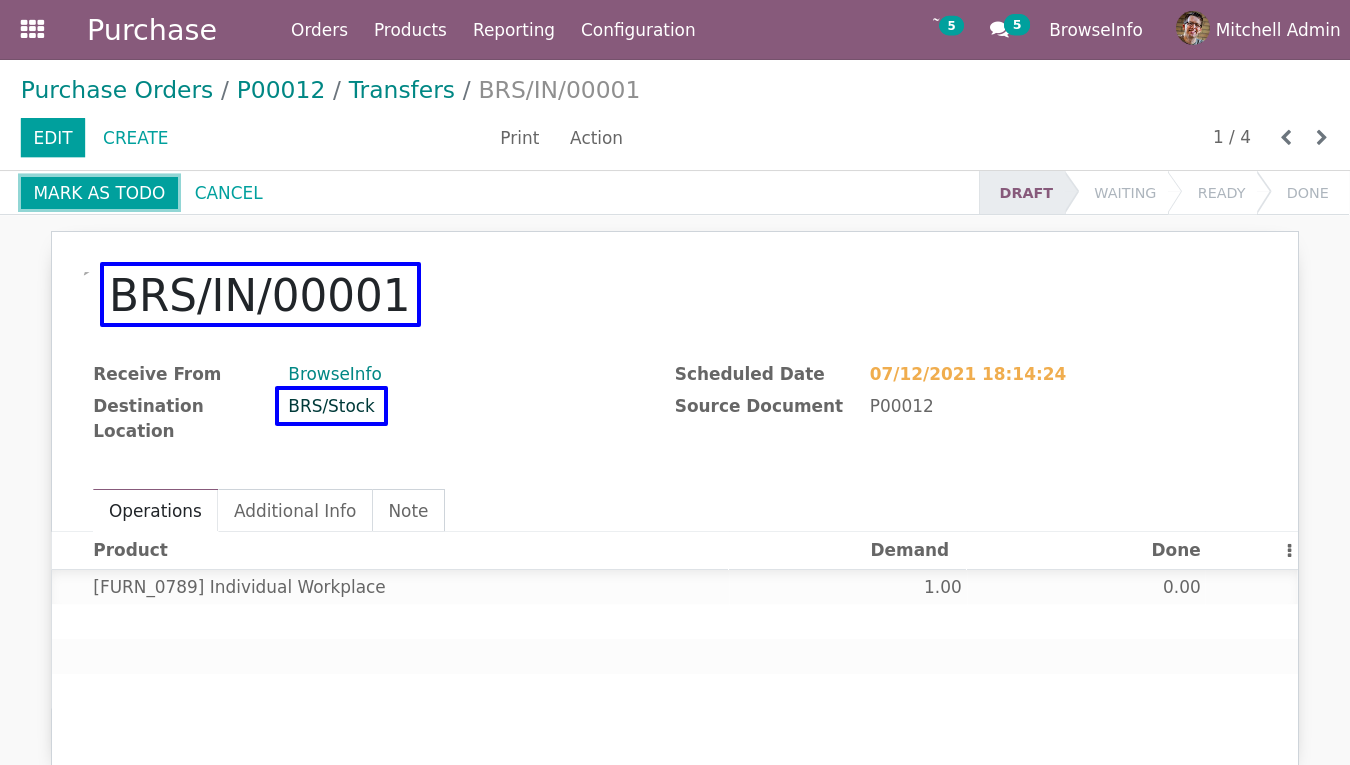 Purchase Orders Products Reporting Configuration 5 5 BrowseInfo Mitchell Admin
Purchase Orders / P00012 / Transfers / BRS/IN/00001
EDIT CREATE Print Action 1 / 4
MARK AS TODO CANCEL DRAFT WAITING READY DONE
BRS/IN/00001
Receive From BrowseInfo Scheduled Date 07/12/2021 18:14:24
Destination BRS/Stock Source Document P00012
Location
Operations Additional Info Note
Product Demand Done
[FURN_0789] Individual Workplace 1.00 0.00